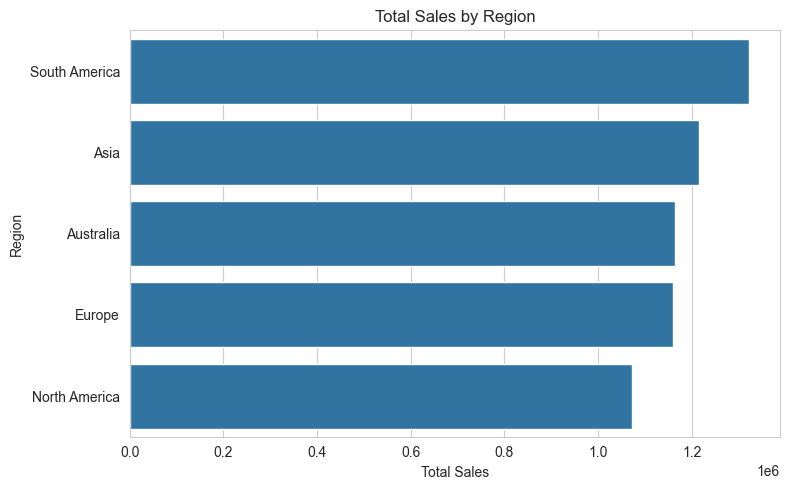 Total Sales by Region
Region
South America
Asia
Australia
Europe
North America
0.0 0.2 0.4 0.6 0.8 1.0 1.2
1e6
Total Sales